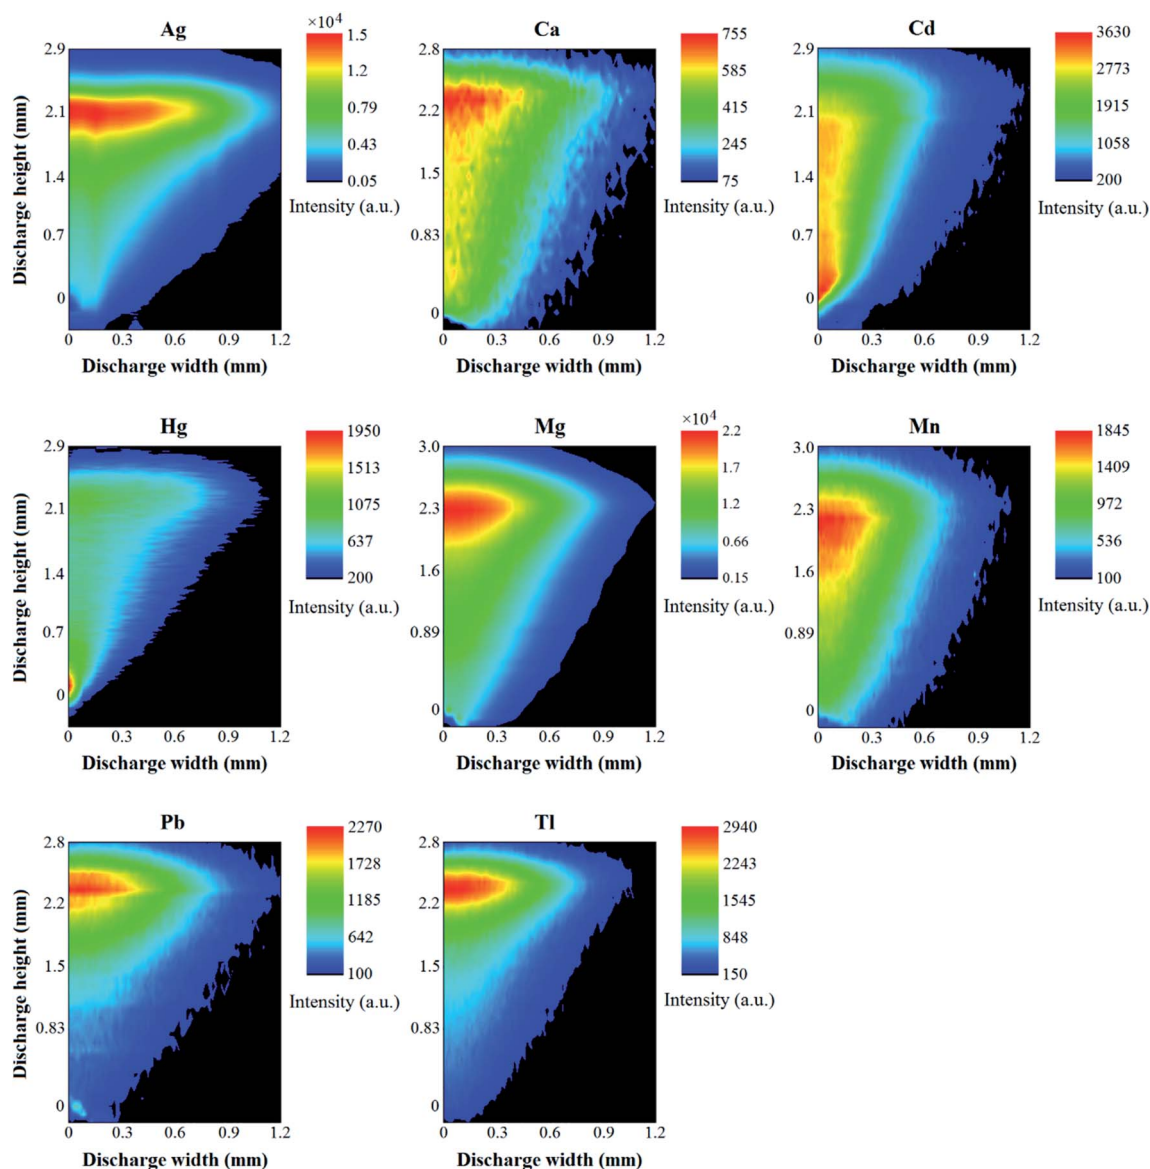 Ag
Discharge height (mm)
2.9
2.1
1.4
0.7
0
0 0.3 0.6 0.9 1.2
Discharge width (mm)
×10⁴
1.5
1.2
0.79
0.43
0.05
Intensity (a.u.)
Ca
2.8
2.2
1.5
0.83
0
0 0.3 0.6 0.9 1.2
Discharge width (mm)
755
585
415
245
75
Intensity (a.u.)
Cd
2.9
2.1
1.4
0.7
0
0 0.3 0.6 0.9 1.2
Discharge width (mm)
3630
2773
1915
1058
200
Intensity (a.u.)
Hg
Discharge height (mm)
2.9
2.1
1.4
0.7
0
0 0.3 0.6 0.9 1.2
Discharge width (mm)
1950
1513
1075
637
200
Intensity (a.u.)
Mg
3.0
2.3
1.6
0.89
0
0 0.3 0.6 0.9 1.2
Discharge width (mm)
×10⁴
2.2
1.7
1.2
0.66
0.15
Intensity (a.u.)
Mn
3.0
2.3
1.6
0.89
0
0 0.3 0.6 0.9 1.2
Discharge width (mm)
1845
1409
972
536
100
Intensity (a.u.)
Pb
Discharge height (mm)
2.8
2.2
1.5
0.83
0
0 0.3 0.6 0.9 1.2
Discharge width (mm)
2270
1728
1185
642
100
Intensity (a.u.)
Tl
2.8
2.2
1.5
0.83
0
0 0.3 0.6 0.9 1.2
Discharge width (mm)
2940
2243
1545
848
150
Intensity (a.u.)